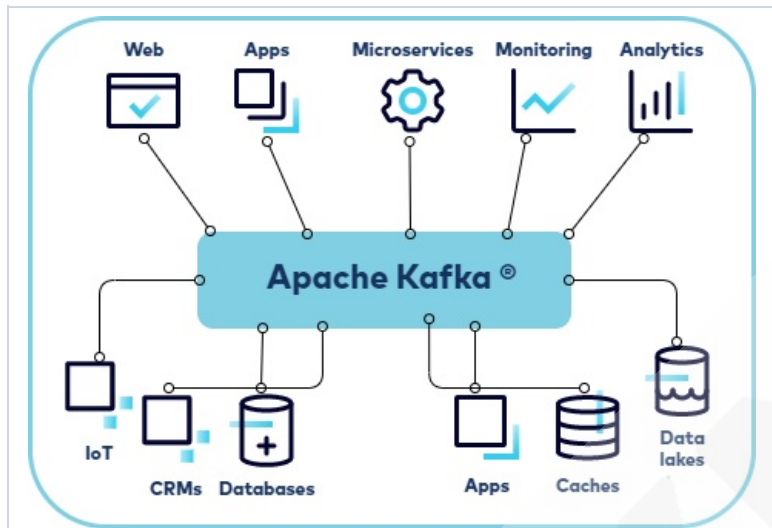 Web
Apps
Microservices
Monitoring
Analytics
Apache Kafka ®
IoT
CRMs
Databases
Apps
Caches
Data
lakes